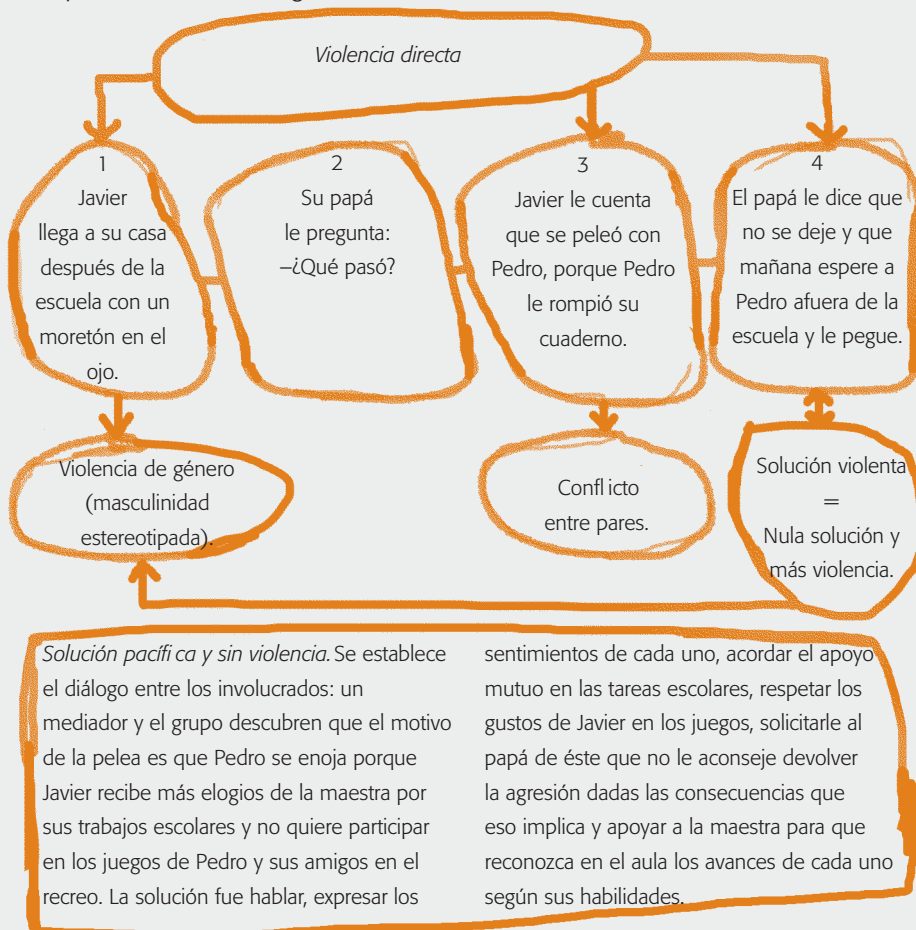 Violencia directa
1
Javier
llega a su casa
después de la
escuela con un
moretón en el
ojo.
2
Su papá
le pregunta:
–¿Qué pasó?
3
Javier le cuenta
que se peleó con
Pedro, porque Pedro
le rompió su
cuaderno.
4
El papá le dice que
no se deje y que
mañana espere a
Pedro afuera de la
escuela y le pegue.
Violencia de género
(masculinidad
estereotipada).
Conflicto
entre pares.
Solución violenta
=
Nula solución y
más violencia.
Solución pacífica y sin violencia. Se establece
el diálogo entre los involucrados: un
mediador y el grupo descubren que el motivo
de la pelea es que Pedro se enoja porque
Javier recibe más elogios de la maestra por
sus trabajos escolares y no quiere participar
en los juegos de Pedro y sus amigos en el
recreo. La solución fue hablar, expresar los
sentimientos de cada uno, acordar el apoyo
mutuo en las tareas escolares, respetar los
gustos de Javier en los juegos, solicitarle al
papá de éste que no le aconseje devolver
la agresión dadas las consecuencias que
eso implica y apoyar a la maestra para que
reconozca en el aula los avances de cada uno
según sus habilidades.